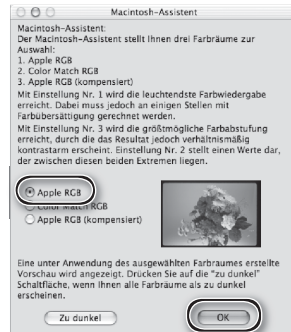 Macintosh-Assistent
Macintosh-Assistent:
Der Macintosh-Assistent stellt Ihnen drei Farbräume zur
Auswahl:
1. Apple RGB
2. Color Match RGB
3. Apple RGB (kompensiert)
Mit Einstellung Nr. 1 wird die leuchtendste Farbwiedergabe
erreicht. Dabei muss jedoch an einigen Stellen mit
Farbübersättigung gerechnet werden.
Mit Einstellung Nr. 3 wird die größtmögliche Farbabstufung
erreicht, durch die das Resultat jedoch verhältnismäßig
kontrastarm erscheint. Einstellung Nr. 2 stellt einen Werte dar,
der zwischen diesen beiden Extremen liegen.
Apple RGB
Color Match RGB
Apple RGB (kompensiert)
Eine unter Anwendung des ausgewählten Farbraumes erstellte
Vorschau wird angezeigt. Drücken Sie auf die "zu dunkel"
Schaltfläche, wenn Ihnen alle Farbräume als zu dunkel
erscheinen.
Zu dunkel
OK